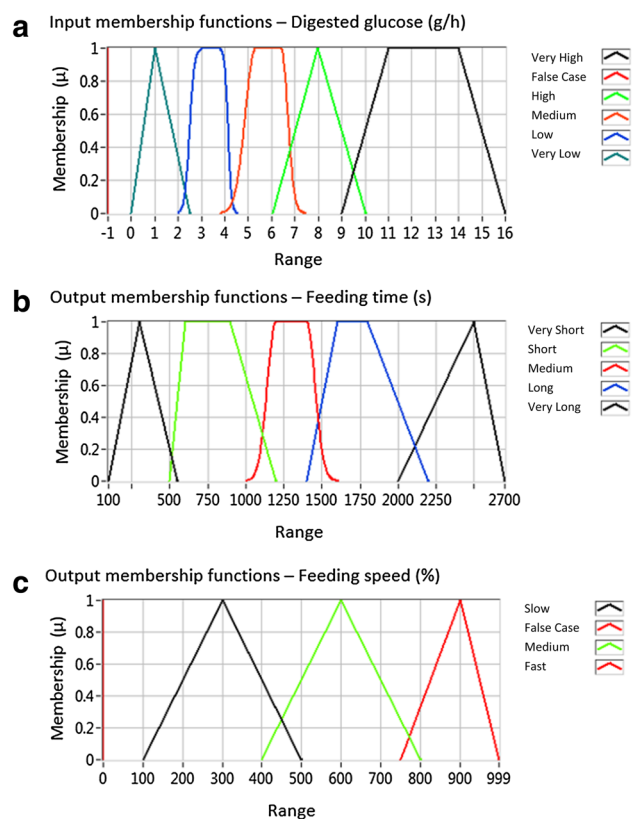 a Input membership functions – Digested glucose (g/h)
Membership (μ)
1
0.8
0.6
0.4
0.2
0
-1 0 1 2 3 4 5 6 7 8 9 10 11 12 13 14 15 16
Range
Very High
False Case
High
Medium
Low
Very Low
b Output membership functions – Feeding time (s)
Membership (μ)
1
0.8
0.6
0.4
0.2
0
100 500 750 1000 1250 1500 1750 2000 2250 2700
Range
Very Short
Short
Medium
Long
Very Long
c Output membership functions – Feeding speed (%)
Membership (μ)
1
0.8
0.6
0.4
0.2
0
0 100 200 300 400 500 600 700 800 900 999
Range
Slow
False Case
Medium
Fast